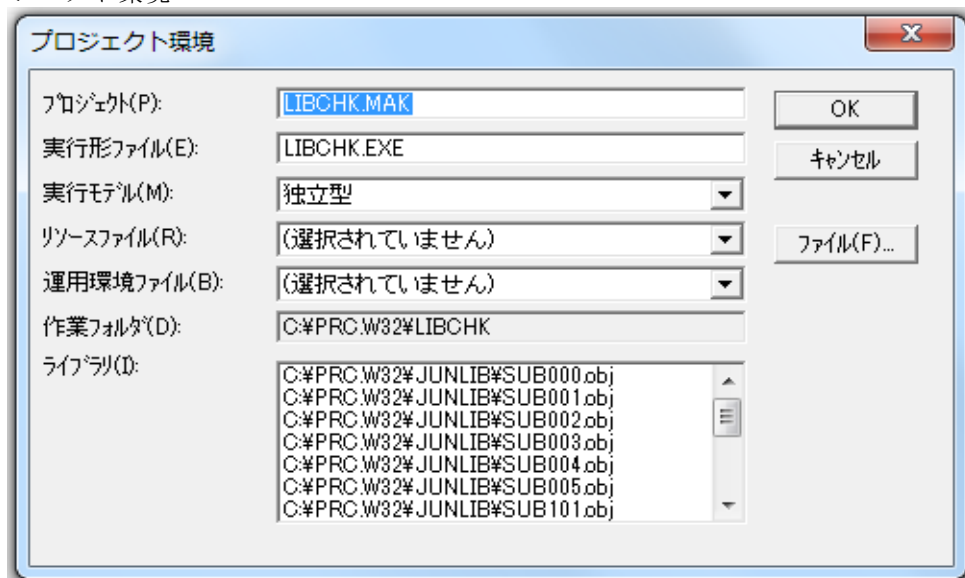 プロジェクト環境
ﾌﾟﾛｼﾞｪｸﾄ(P):
LIBCHK.MAK
OK
実行形ﾌｧｲﾙ(E):
LIBCHK.EXE
ｷｬﾝｾﾙ
実行ﾓﾃﾞﾙ(M):
独立型
ﾘｿｰｽﾌｧｲﾙ(R):
(選択されていません)
ﾌｧｲﾙ(F)...
運用環境ﾌｧｲﾙ(B):
(選択されていません)
作業ﾌｫﾙﾀﾞ(D):
C:¥PRC.W32¥LIBCHK
ﾗｲﾌﾞﾗﾘ(I):
C:¥PRC.W32¥JUNLIB¥SUB000.obj
C:¥PRC.W32¥JUNLIB¥SUB001.obj
C:¥PRC.W32¥JUNLIB¥SUB002.obj
C:¥PRC.W32¥JUNLIB¥SUB003.obj
C:¥PRC.W32¥JUNLIB¥SUB004.obj
C:¥PRC.W32¥JUNLIB¥SUB005.obj
C:¥PRC.W32¥JUNLIB¥SUB101.obj